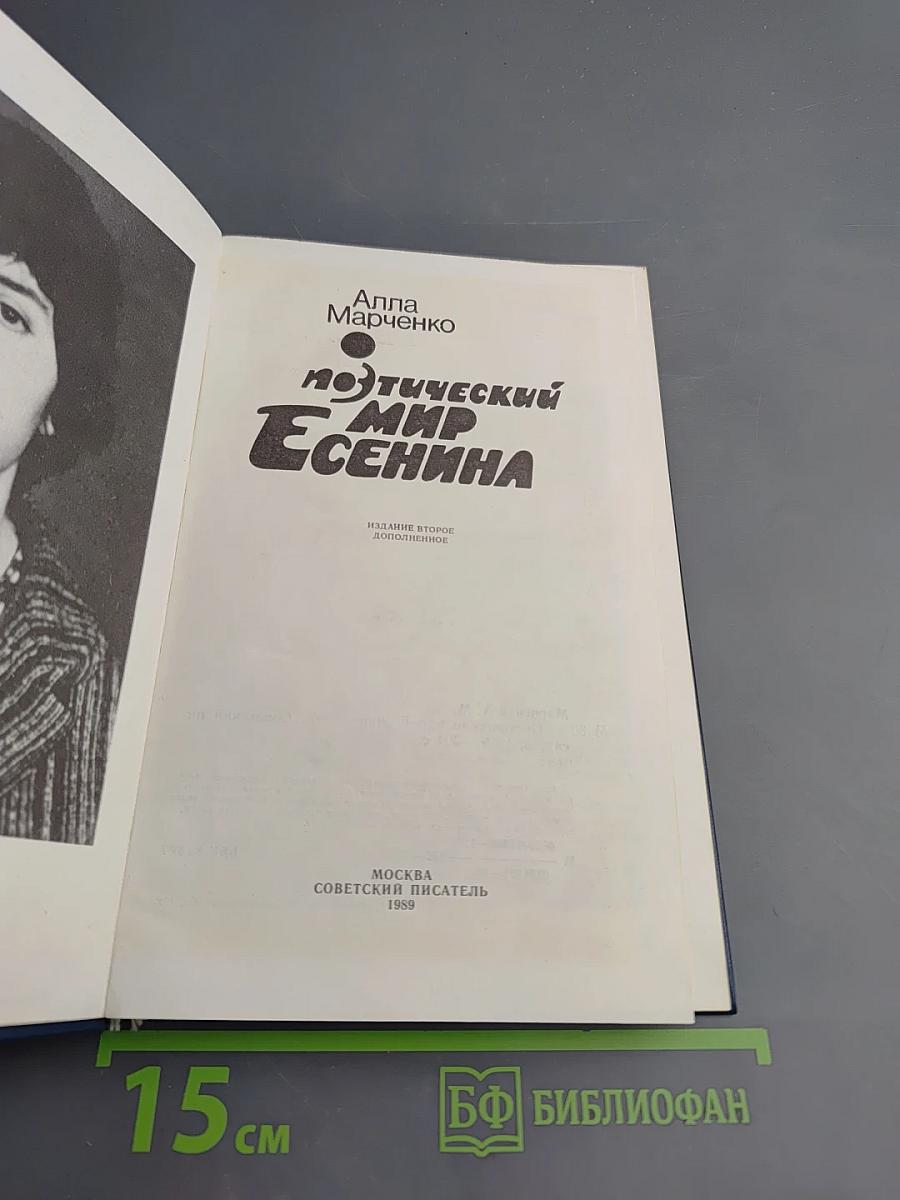 Алла
Марченко
поэтический
мир
Есенина
ИЗДАНИЕ ВТОРОЕ
ДОПОЛНЕННОЕ
МОСКВА
СОВЕТСКИЙ ПИСАТЕЛЬ
1989
15 см
БФ БИБЛИОФАН